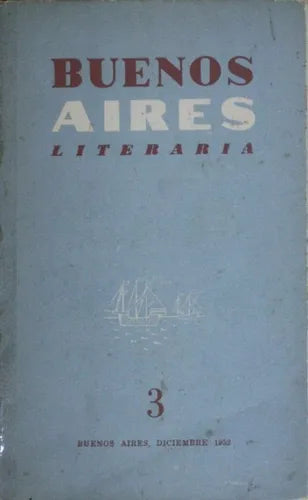 BUENOS
AIRES
LITERARIA
3
BUENOS AIRES, DICIEMBRE 1952